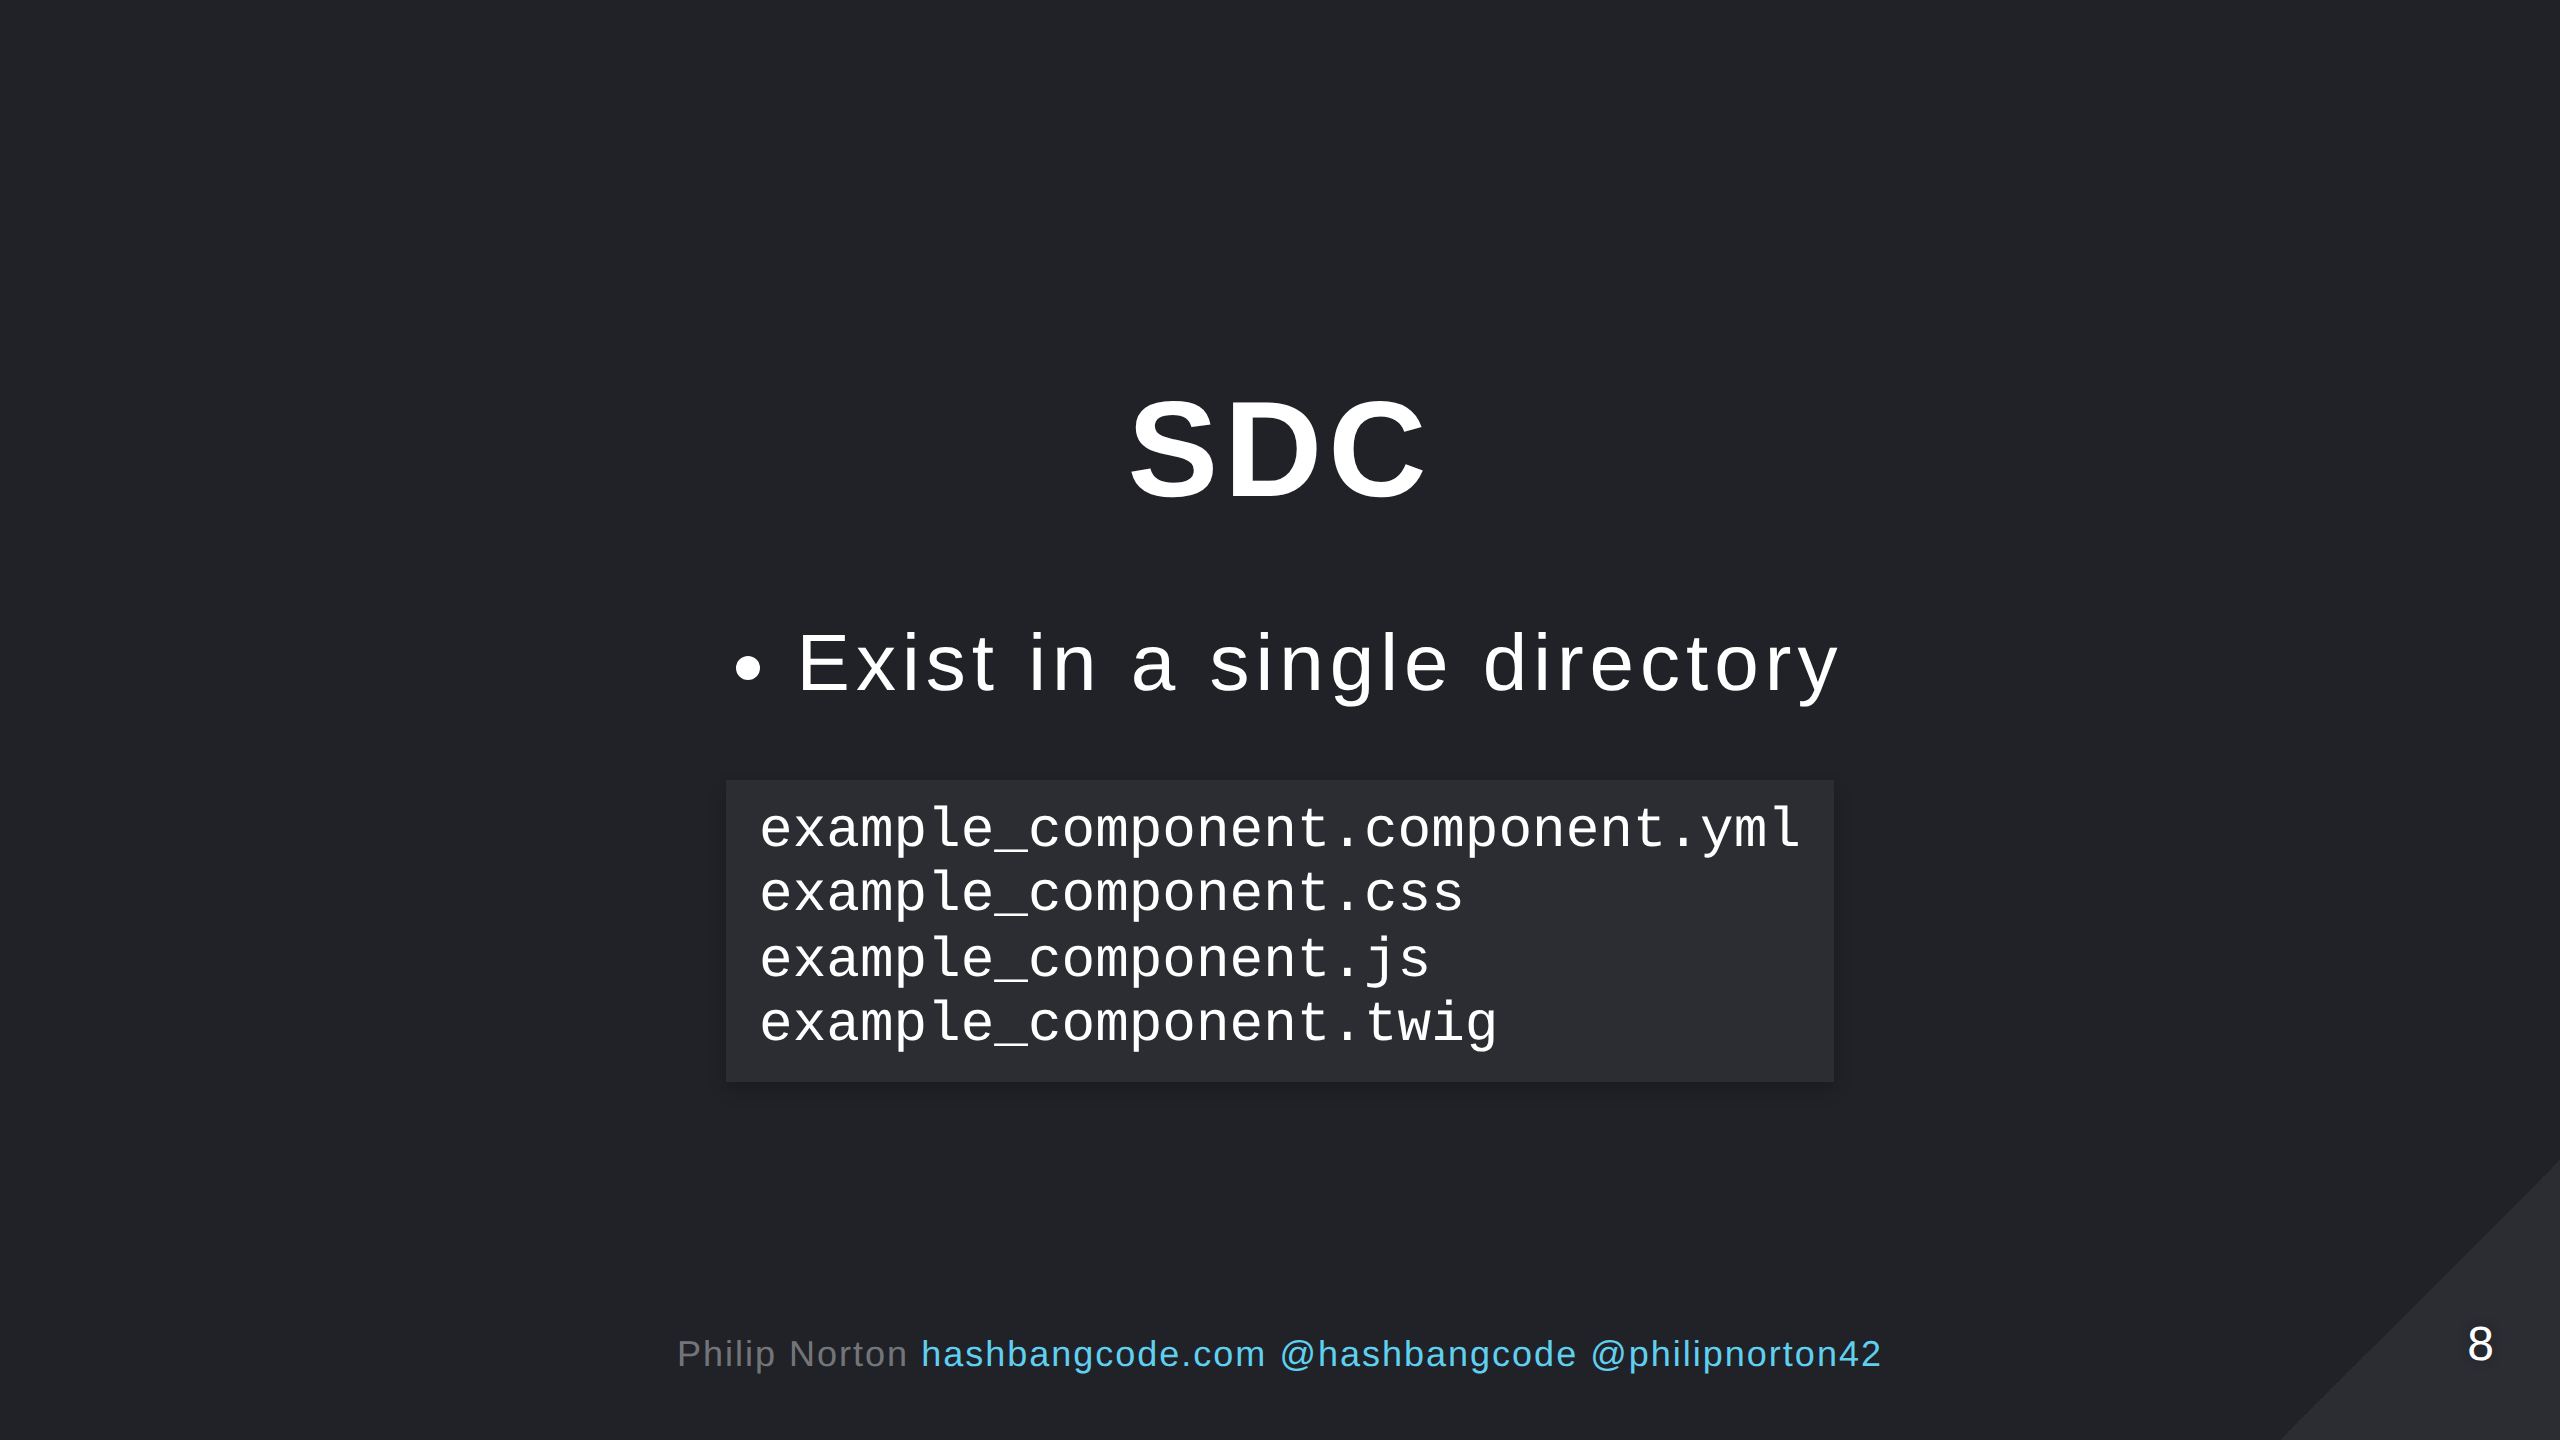 SDC
• Exist in a single directory
example_component.component.yml
example_component.css
example_component.js
example_component.twig
Philip Norton hashbangcode.com @hashbangcode @philipnorton42
8